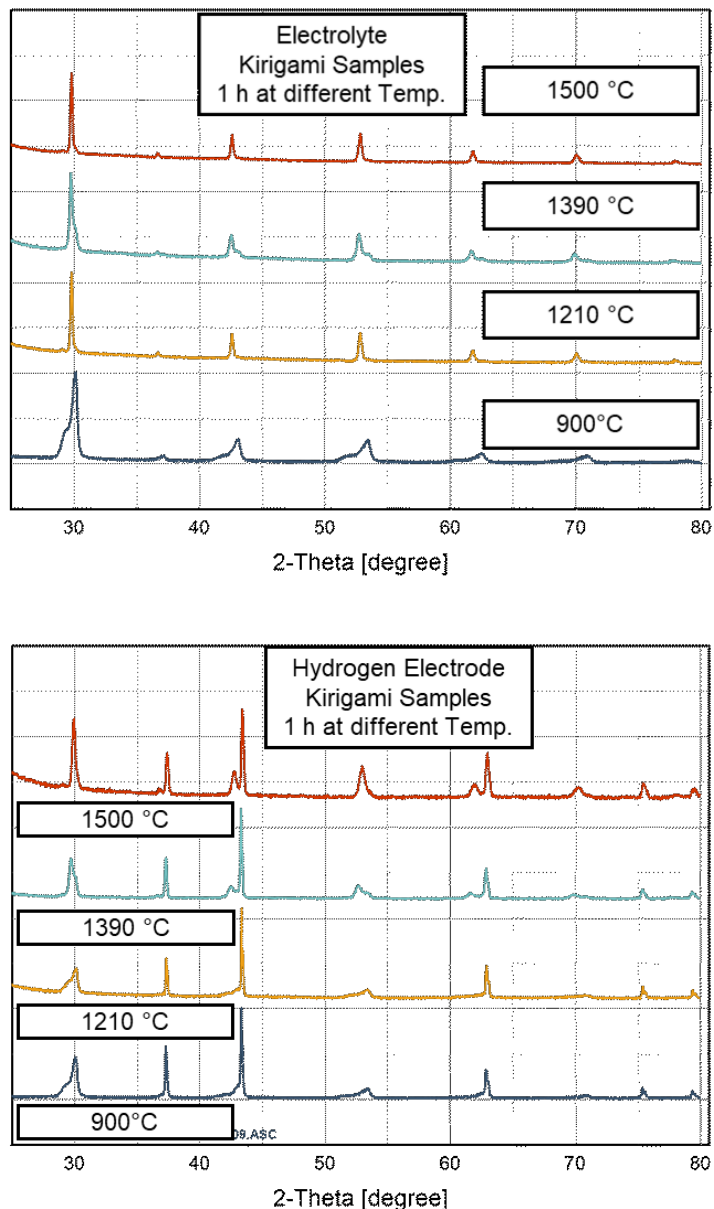 Electrolyte
Kirigami Samples
1 h at different Temp.
1500 °C
1390 °C
1210 °C
900°C
30 40 50 60 70 80
2-Theta [degree]
Hydrogen Electrode
Kirigami Samples
1 h at different Temp.
1500 °C
1390 °C
1210 °C
900°C
09.ASC
30 40 50 60 70 80
2-Theta [degree]